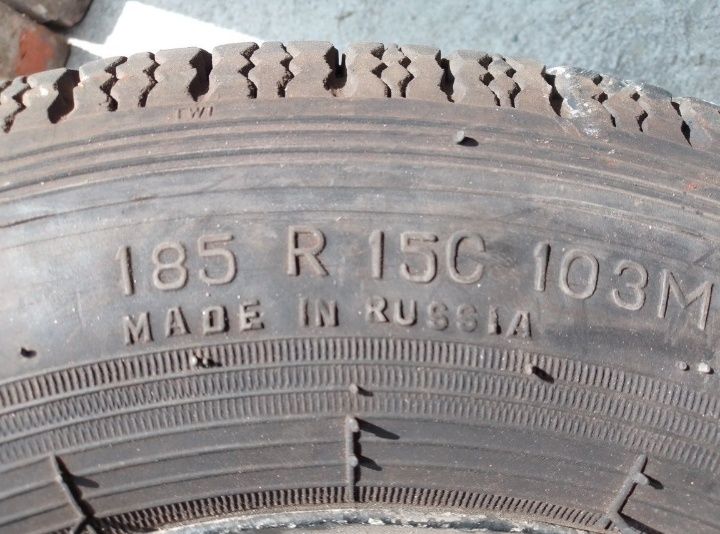 TWI
185 R 15C 103M
MADE IN RUSSIA